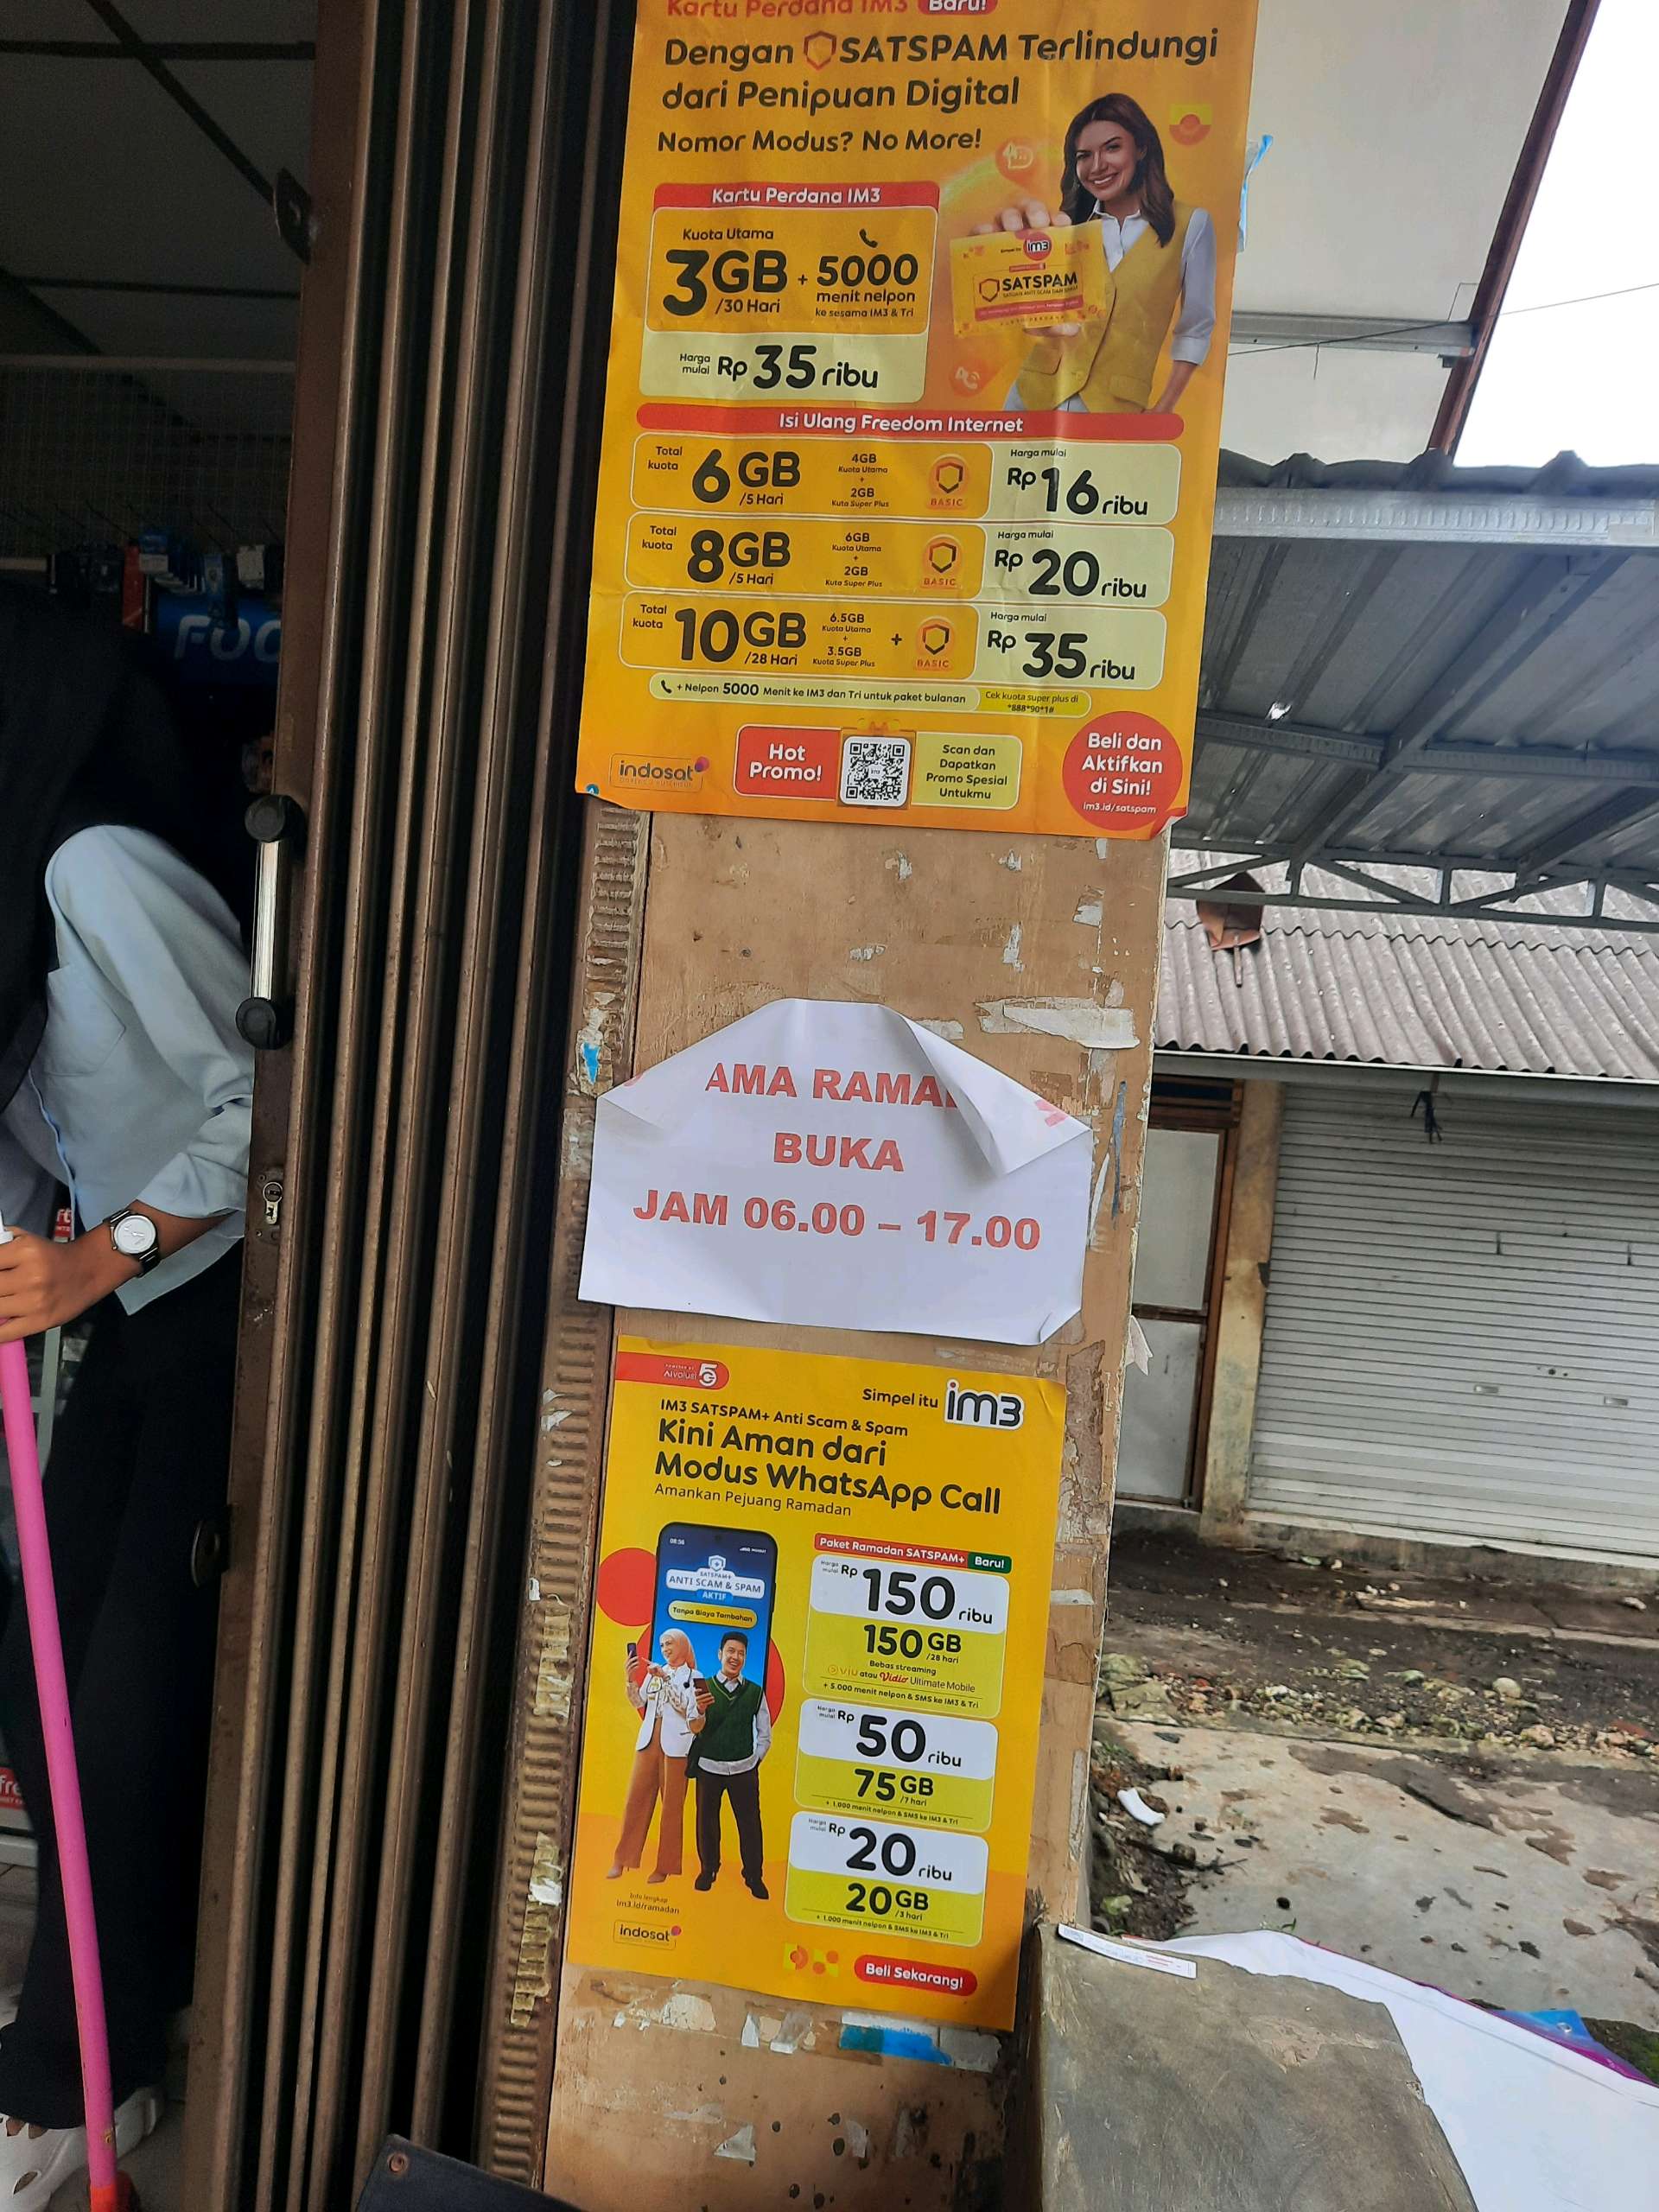 Kartu Perdana IM3 Baru!
Dengan SATSPAM Terlindungi
dari Penipuan Digital
Nomor Modus? No More!
Kartu Perdana IM3
Kuota Utama
3GB /30 Hari + 5000 menit nelpon ke sesama IM3 & Tri
Harga mulai Rp 35 ribu
simpel itu im3
SATSPAM
Isi Ulang Freedom Internet
Total kuota 6GB /5 Hari 4GB Kuota Utama + 2GB Kuta Super Plus BASIC Harga mulai Rp 16 ribu
Total kuota 8GB /5 Hari 6GB Kuota Utama + 2GB Kuta Super Plus BASIC Harga mulai Rp 20 ribu
Total kuota 10GB /28 Hari 6.5GB Kuota Utama + 3.5GB Kuota Super Plus + BASIC Harga mulai Rp 35 ribu
+ Nelpon 5000 Menit ke IM3 dan Tri untuk paket bulanan
Cek kuota super plus di
*888*90*1#
indosat
Hot
Promo!
Scan dan
Dapatkan
Promo Spesial
Untukmu
Beli dan
Aktifkan
di Sini!
im3.id/satspam
FOC
AMA RAMA
BUKA
JAM 06.00 – 17.00
AIvolusi 5G
Simpel itu im3
IM3 SATSPAM+ Anti Scam & Spam
Kini Aman dari
Modus WhatsApp Call
Amankan Pejuang Ramadan
08:56
SATSPAM+
ANTI SCAM & SPAM
AKTIF
Tanpa Biaya Tambahan
Paket Ramadan SATSPAM+ Baru!
Harga mulai Rp 150 ribu
150 GB /28 hari
Bebas streaming
VIU atau Vidio Ultimate Mobile
+ 5.000 menit nelpon & SMS ke IM3 & Tri
Harga mulai Rp 50 ribu
75 GB /7 hari
+ 1.000 menit nelpon & SMS ke IM3 & Tri
Harga mulai Rp 20 ribu
20 GB /3 hari
+ 1.000 menit nelpon & SMS ke IM3 & Tri
Info lengkap
im3.id/ramadan
indosat
Beli Sekarang!